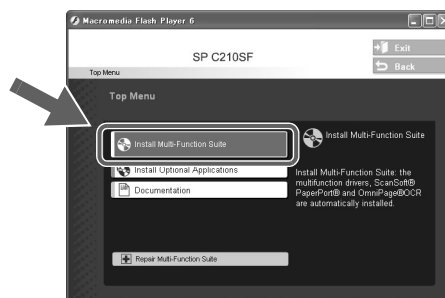 Macromedia Flash Player 6
SP C210SF
Exit
Back
Top Menu
Top Menu
Install Multi-Function Suite
Install Optional Applications
Documentation
Repair Multi-Function Suite
Install Multi-Function Suite
Install Multi-Function Suite: the
multifunction drivers, ScanSoft®
PaperPort® and OmniPage®OCR
are automatically installed.